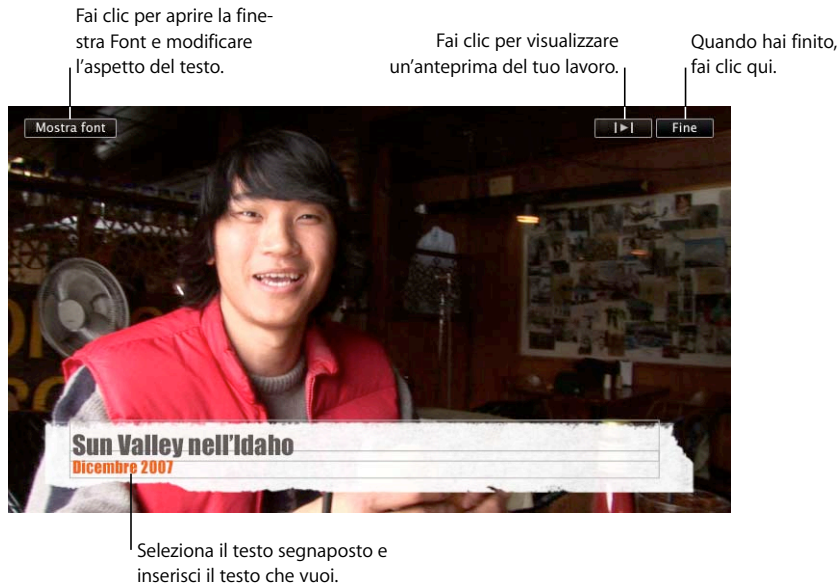 Fai clic per aprire la fine-
stra Font e modificare
l'aspetto del testo.
Fai clic per visualizzare
un'anteprima del tuo lavoro.
Quando hai finito,
fai clic qui.
Mostra font
Fine
Sun Valley nell'Idaho
Dicembre 2007
Seleziona il testo segnaposto e
inserisci il testo che vuoi.